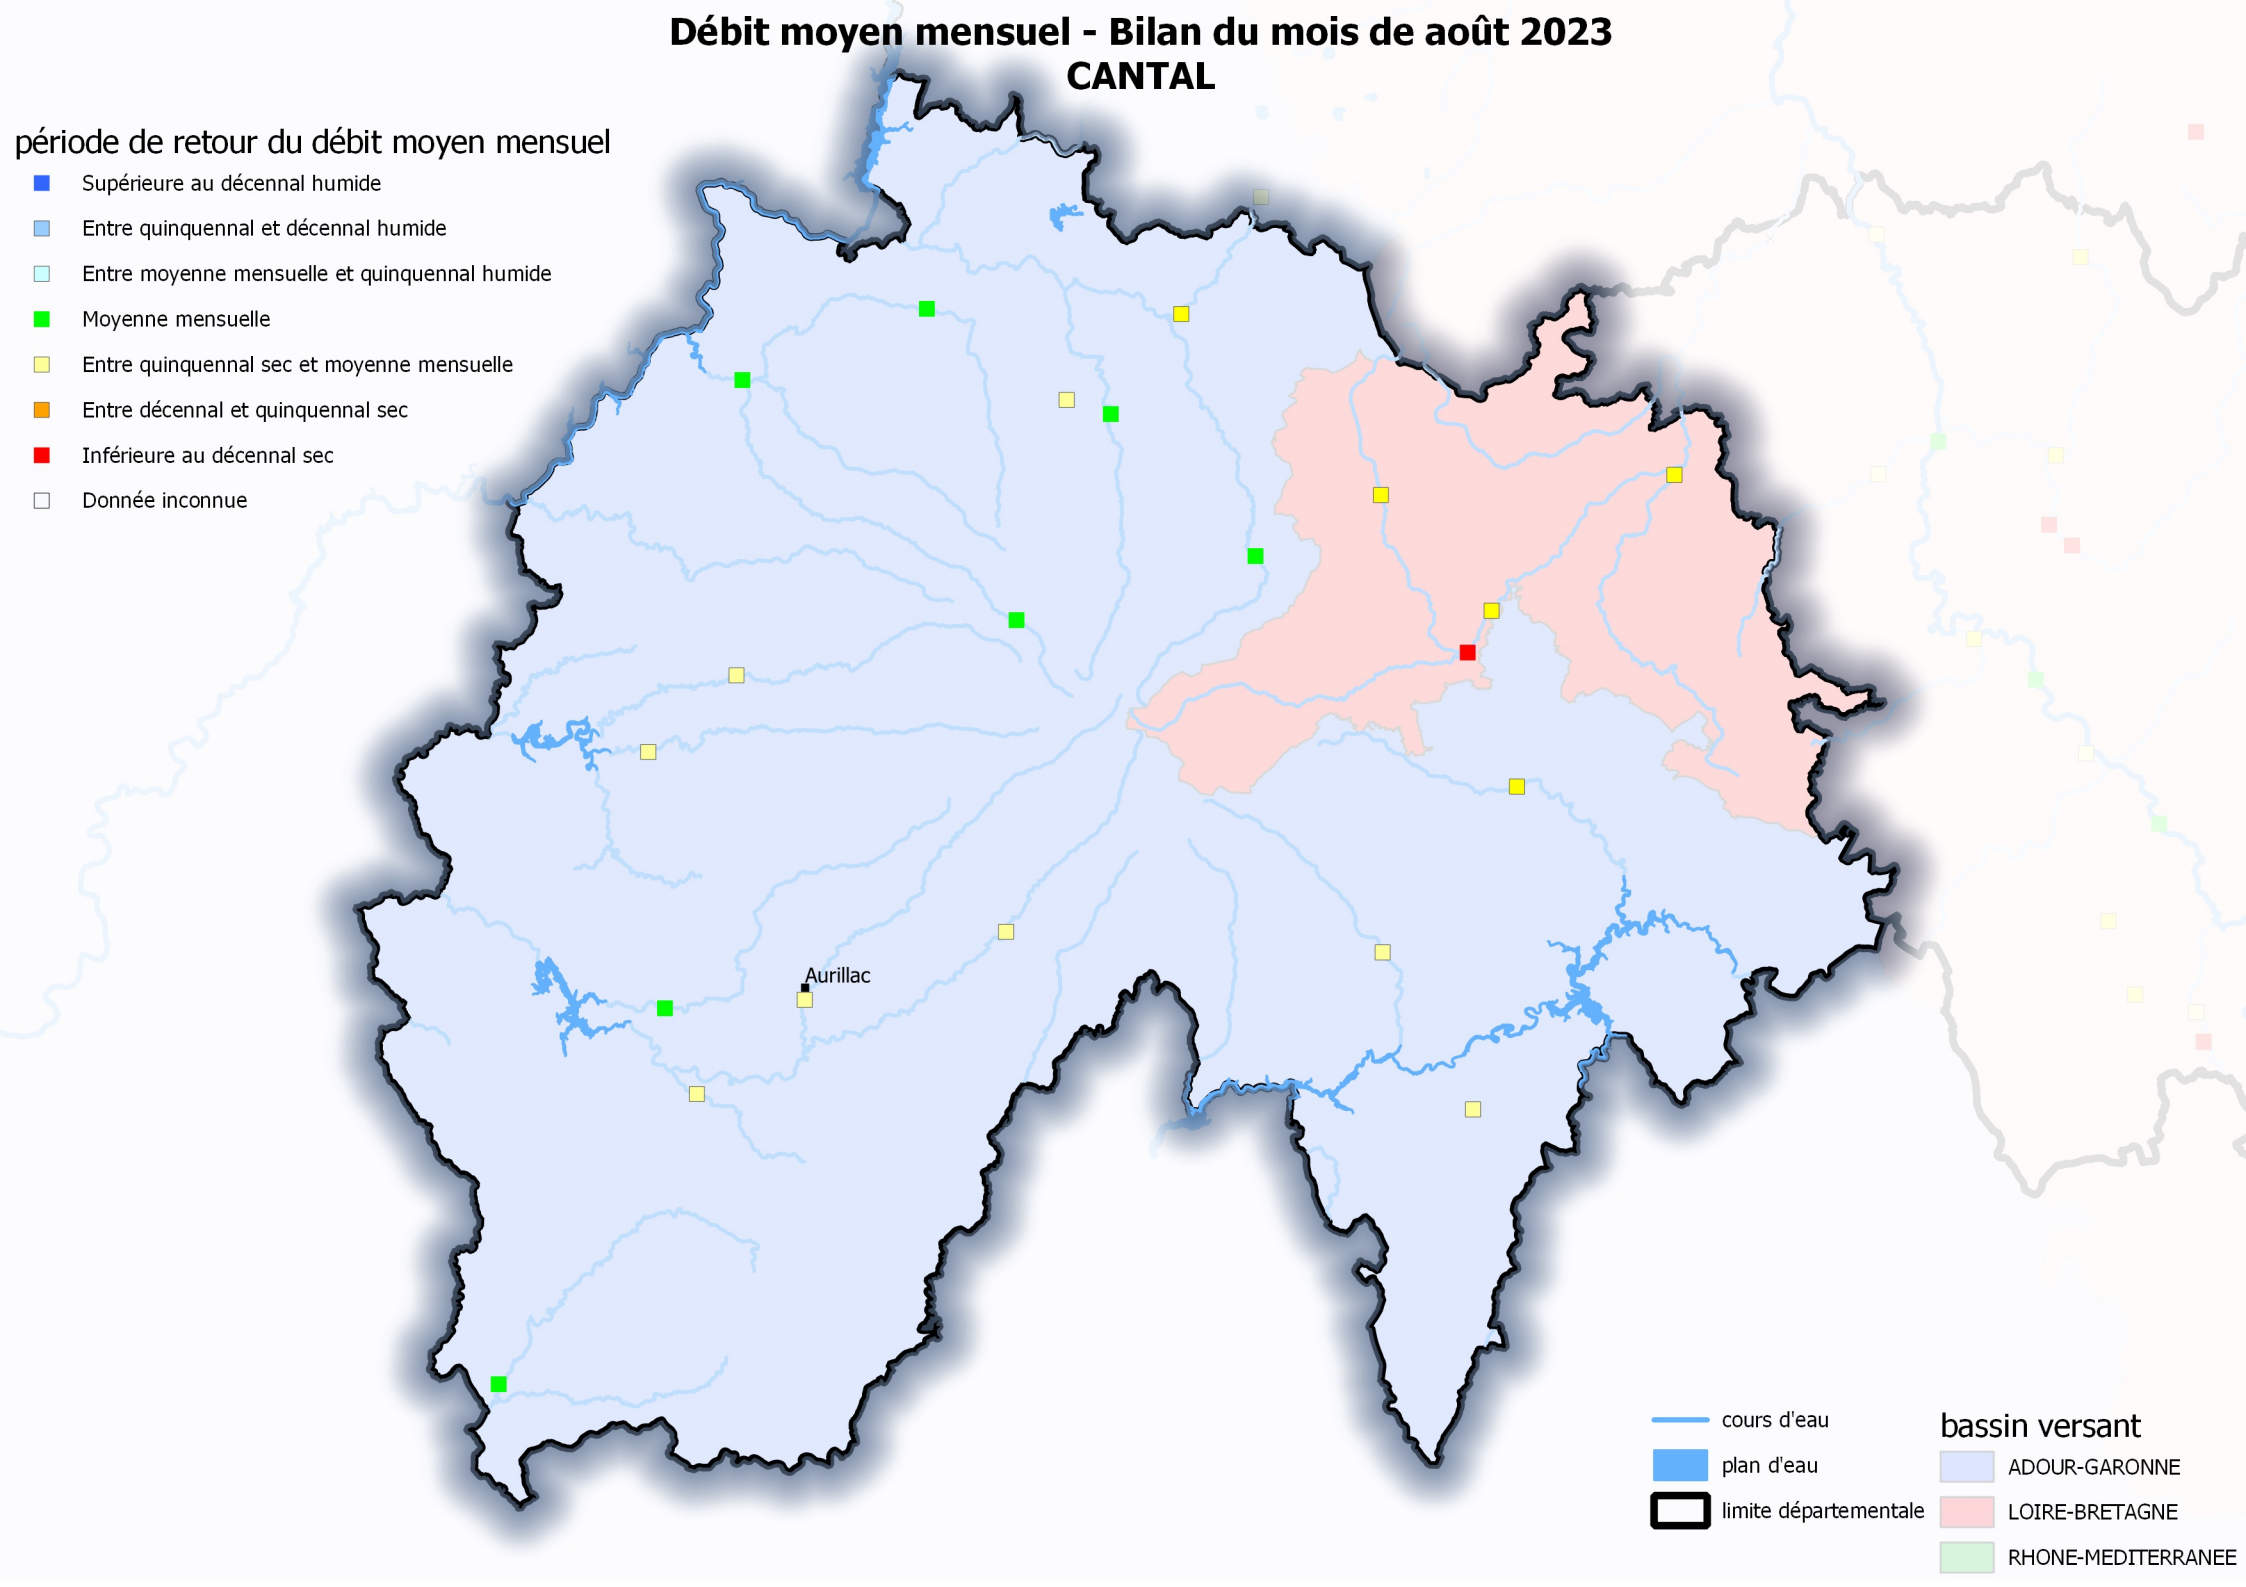 Débit moyen mensuel - Bilan du mois de août 2023
CANTAL
période de retour du débit moyen mensuel
Supérieure au décennal humide
Entre quinquennal et décennal humide
Entre moyenne mensuelle et quinquennal humide
Moyenne mensuelle
Entre quinquennal sec et moyenne mensuelle
Entre décennal et quinquennal sec
Inférieure au décennal sec
Donnée inconnue
Aurillac
cours d'eau
plan d'eau
limite départementale
bassin versant
ADOUR-GARONNE
LOIRE-BRETAGNE
RHONE-MEDITERRANEE